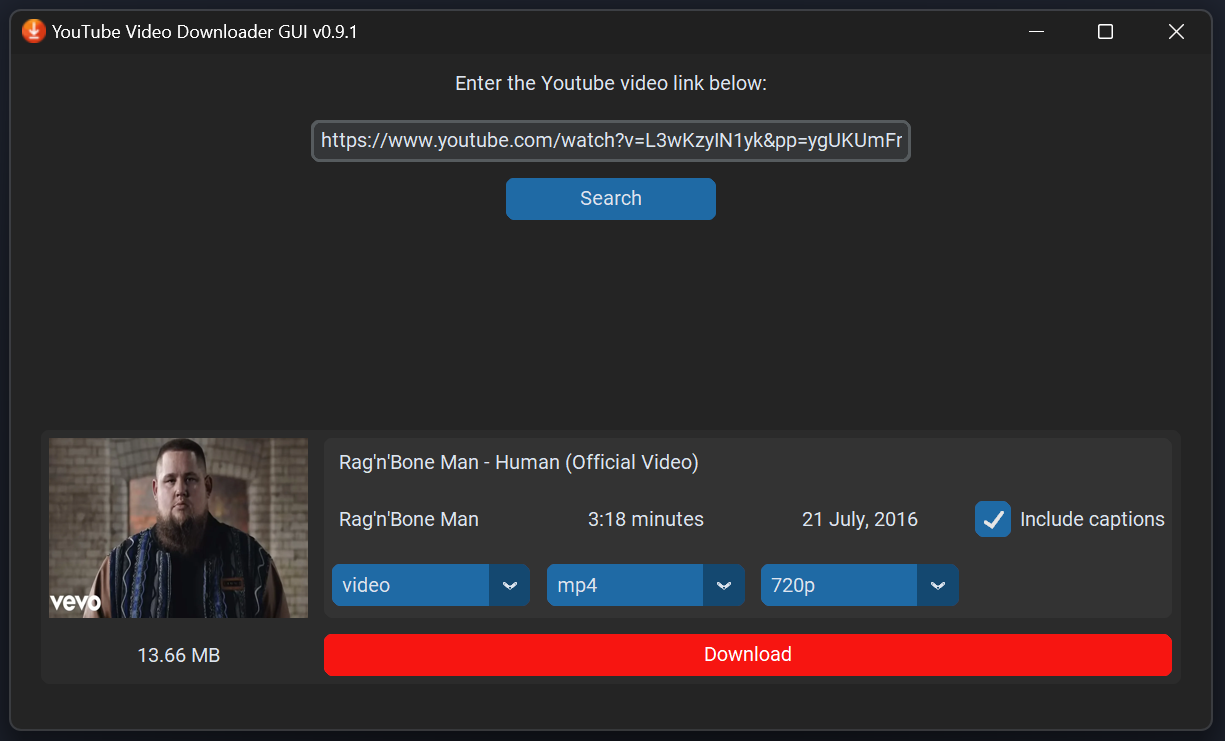 YouTube Video Downloader GUI v0.9.1
Enter the Youtube video link below:
https://www.youtube.com/watch?v=L3wKzyIN1yk&pp=ygUKUmFr
Search
Rag'n'Bone Man - Human (Official Video)
Rag'n'Bone Man 3:18 minutes 21 July, 2016 Include captions
video mp4 720p
vevo
13.66 MB Download